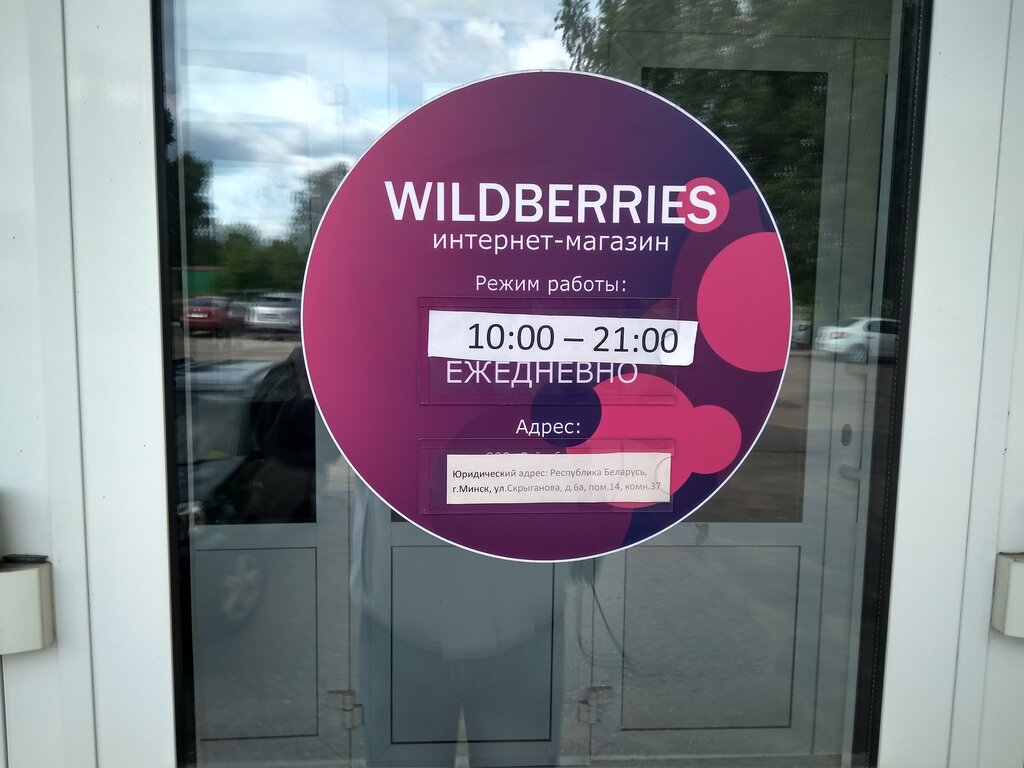 WILDBERRIES
интернет-магазин
Режим работы:
10:00 – 21:00
ЕЖЕДНЕВНО
Адрес:
Юридический адрес: Республика Беларусь,
г.Минск, ул.Скрыганова, д.6а, пом.14, комн.37